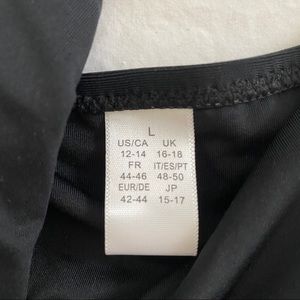 L
US/CA UK
12-14 16-18
FR IT/ES/PT
44-46 48-50
EUR/DE JP
42-44 15-17